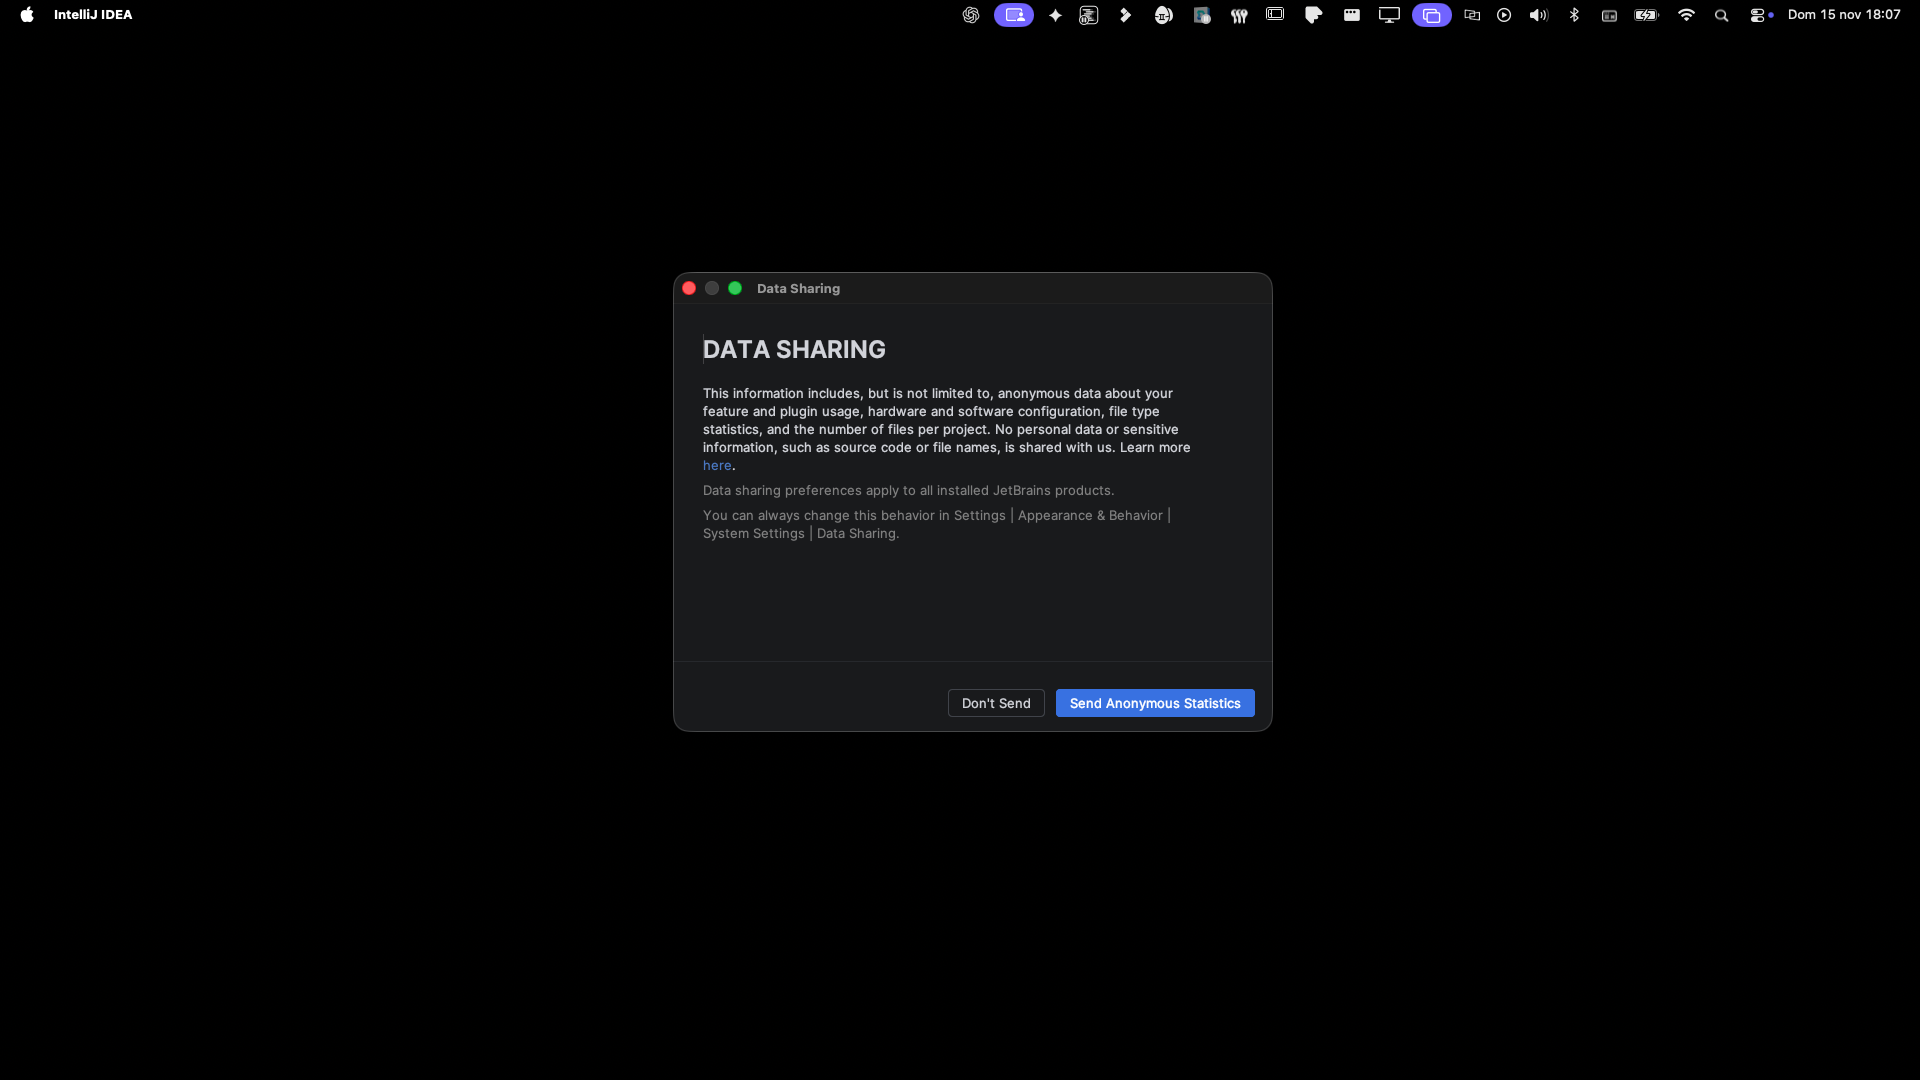 IntelliJ IDEA
Dom 15 nov 18:07
Data Sharing
DATA SHARING
This information includes, but is not limited to, anonymous data about your
feature and plugin usage, hardware and software configuration, file type
statistics, and the number of files per project. No personal data or sensitive
information, such as source code or file names, is shared with us. Learn more
here.
Data sharing preferences apply to all installed JetBrains products.
You can always change this behavior in Settings | Appearance & Behavior |
System Settings | Data Sharing.
Don't Send
Send Anonymous Statistics